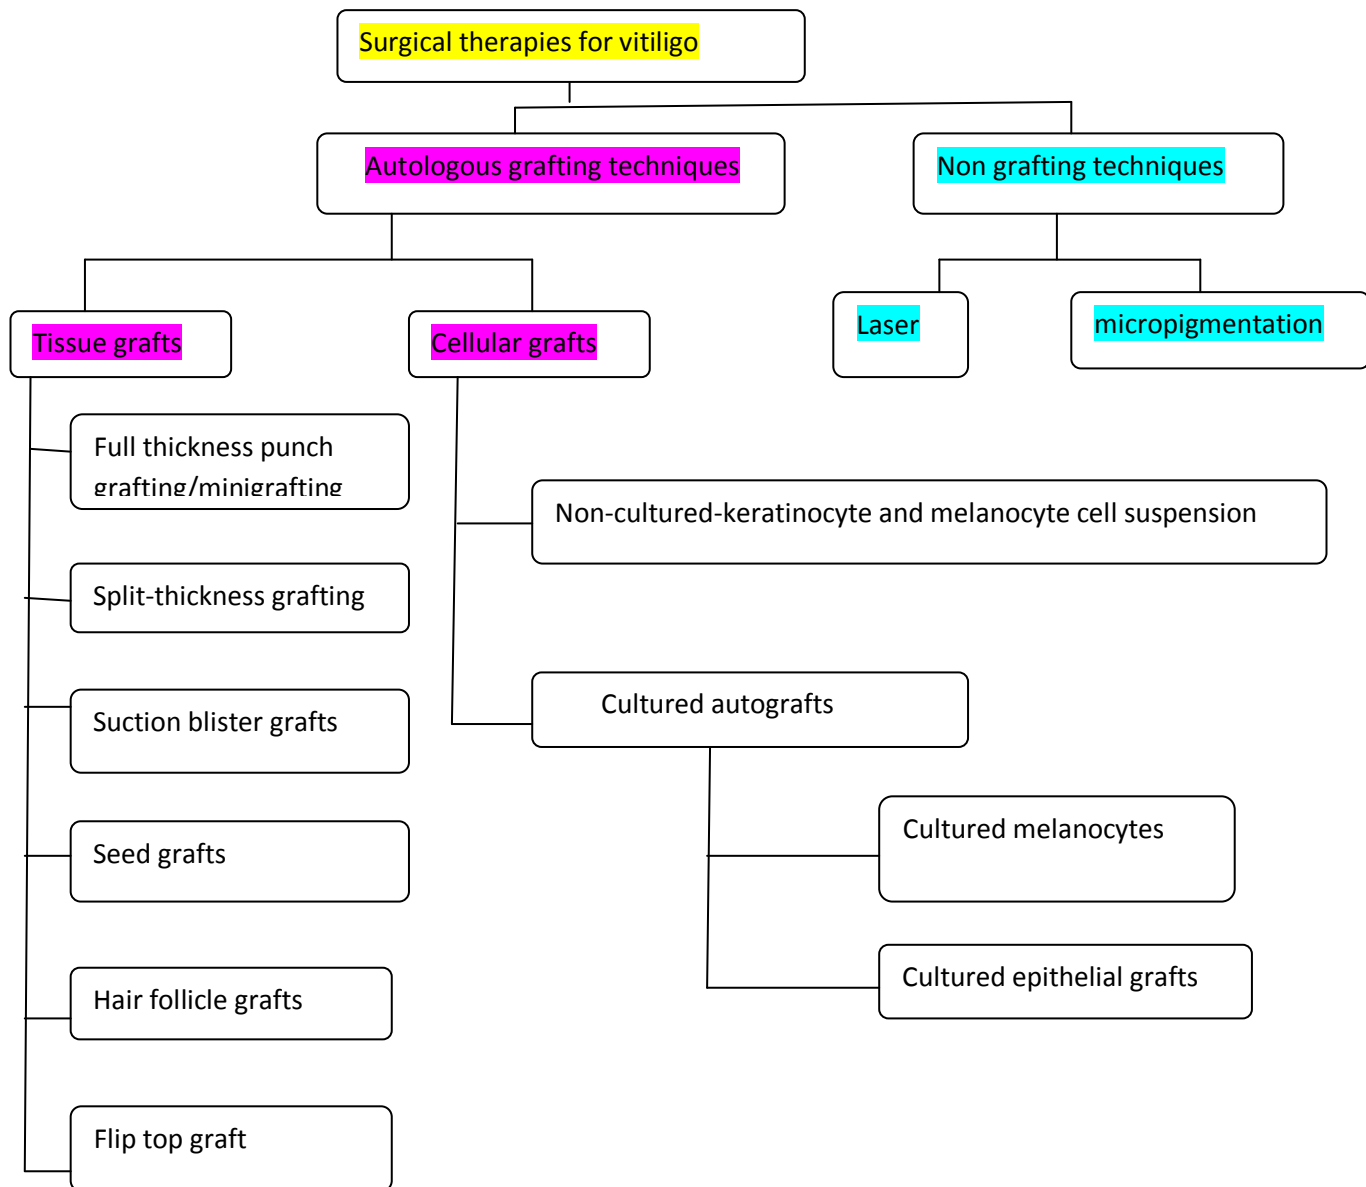 Surgical therapies for vitiligo
Autologous grafting techniques
Non grafting techniques
Tissue grafts
Cellular grafts
Laser
micropigmentation
Full thickness punch
grafting/minigrafting
Non-cultured-keratinocyte and melanocyte cell suspension
Split-thickness grafting
Suction blister grafts
Cultured autografts
Seed grafts
Cultured melanocytes
Hair follicle grafts
Cultured epithelial grafts
Flip top graft